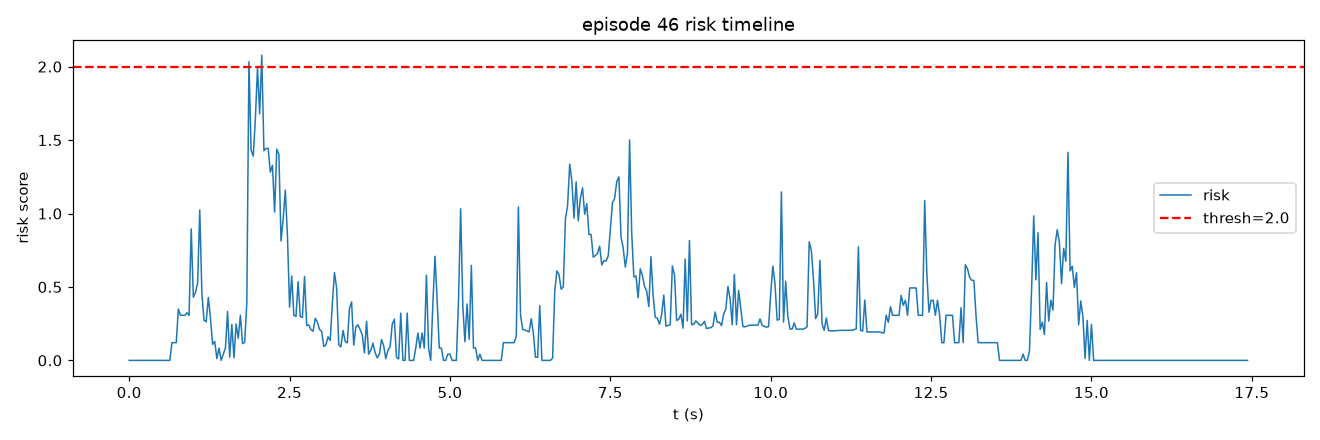 episode 46 risk timeline
risk score
2.0
1.5
1.0
0.5
0.0
risk
thresh=2.0
0.0 2.5 5.0 7.5 10.0 12.5 15.0 17.5
t (s)